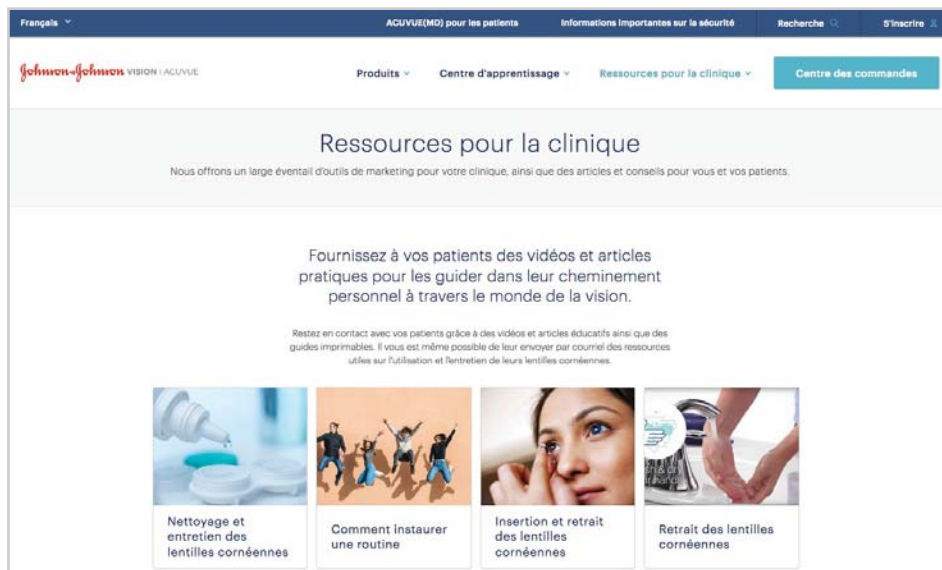 Français
ACUVUE(MD) pour les patients
Informations importantes sur la sécurité
Recherche
S'inscrire
Johnson & Johnson VISION | ACUVUE
Produits
Centre d'apprentissage
Ressources pour la clinique
Centre des commandes
Ressources pour la clinique
Nous offrons un large éventail d'outils de marketing pour votre clinique, ainsi que des articles et conseils pour vous et vos patients.
Fournissez à vos patients des vidéos et articles
pratiques pour les guider dans leur cheminement
personnel à travers le monde de la vision.
Restez en contact avec vos patients grâce à des vidéos et articles éducatifs ainsi que des
guides imprimables. Il vous est même possible de leur envoyer par courriel des ressources
utiles sur l'utilisation et l'entretien de leurs lentilles cornéennes.
Nettoyage et
entretien des
lentilles cornéennes
Comment instaurer
une routine
Insertion et retrait
des lentilles
cornéennes
Retrait des lentilles
cornéennes